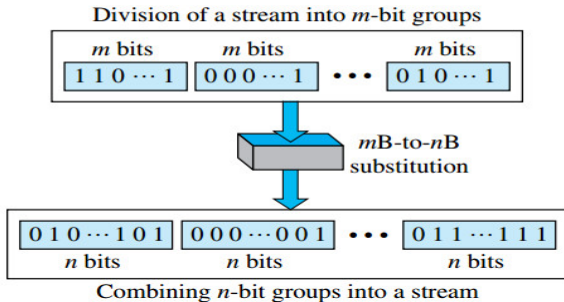 Division of a stream into m-bit groups
m bits m bits m bits
1 1 0 ··· 1 0 0 0 ··· 1 ••• 0 1 0 ··· 1
mB-to-nB
substitution
0 1 0 ··· 1 0 1 0 0 0 ··· 0 0 1 ••• 0 1 1 ··· 1 1 1
n bits n bits n bits
Combining n-bit groups into a stream